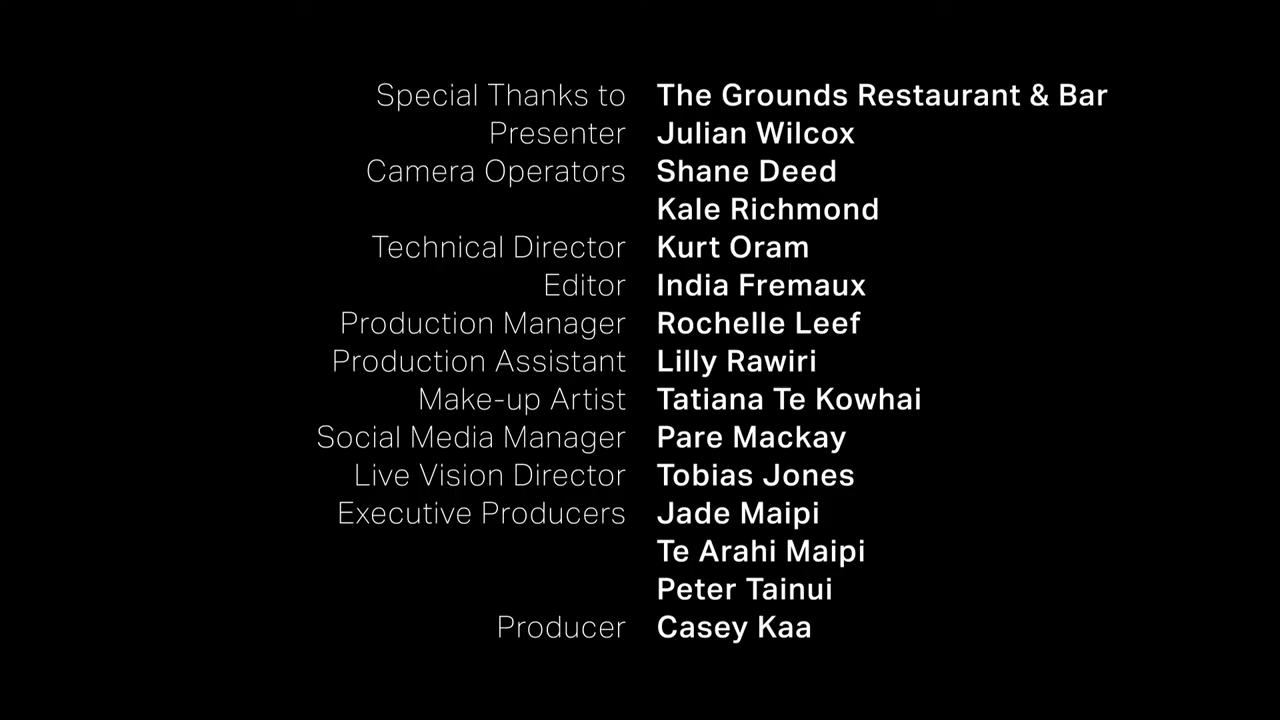 Special Thanks to The Grounds Restaurant & Bar
Presenter Julian Wilcox
Camera Operators Shane Deed
Kale Richmond
Technical Director Kurt Oram
Editor India Fremaux
Production Manager Rochelle Leef
Production Assistant Lilly Rawiri
Make-up Artist Tatiana Te Kowhai
Social Media Manager Pare Mackay
Live Vision Director Tobias Jones
Executive Producers Jade Maipi
Te Arahi Maipi
Peter Tainui
Producer Casey Kaa